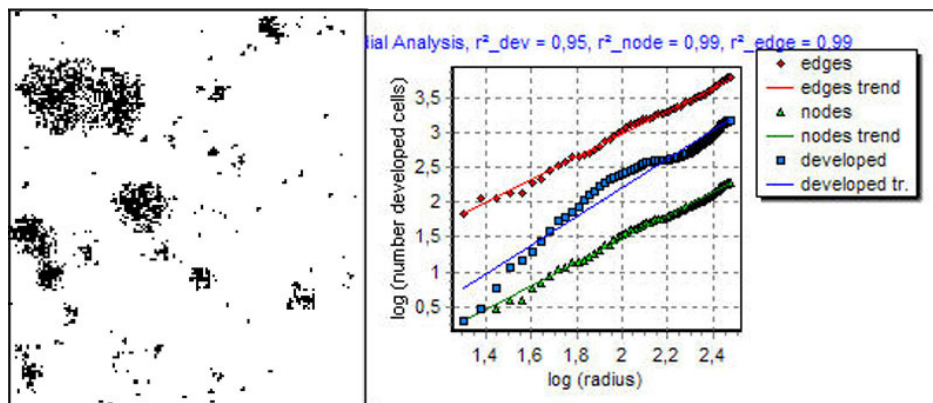 dial Analysis, r²_dev = 0,95, r²_node = 0,99, r²_edge = 0,99
edges
edges trend
nodes
nodes trend
developed
developed tr.
log (number developed cells)
3,5
3
2,5
2
1,5
1
0,5
1,4 1,6 1,8 2 2,2 2,4
log (radius)